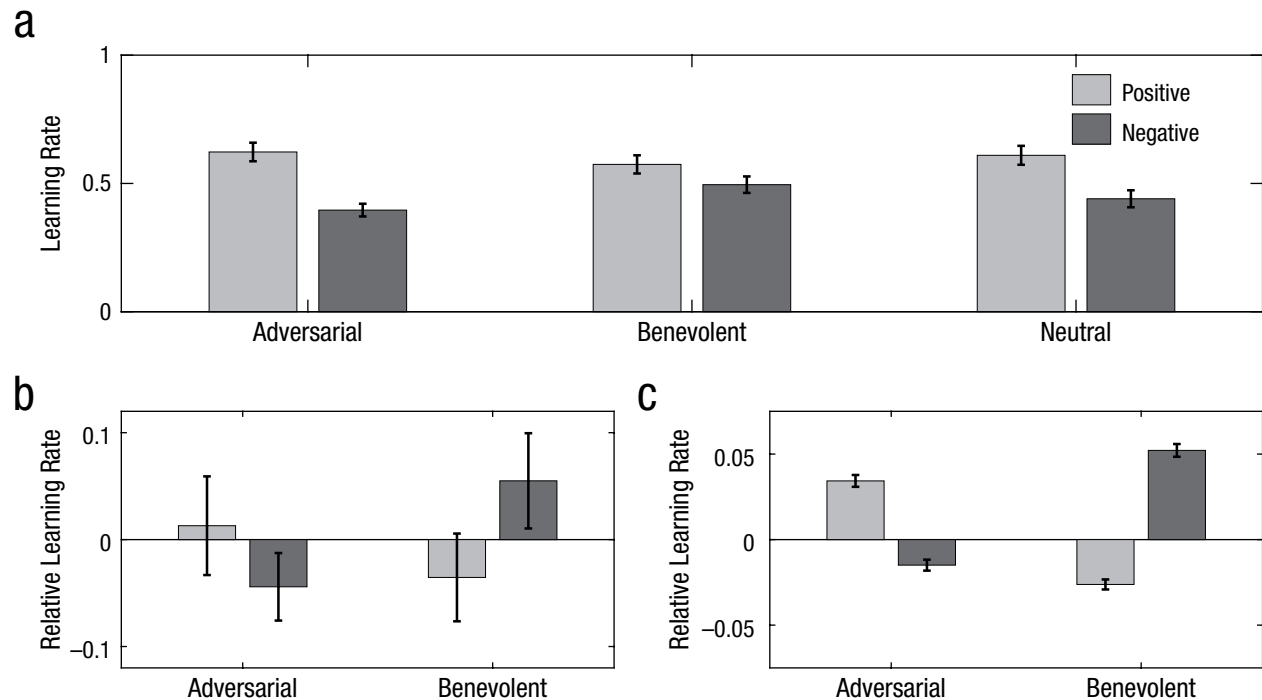 a
Learning Rate
1
0.5
0
Positive
Negative
Adversarial
Benevolent
Neutral
b
Relative Learning Rate
0.1
0
–0.1
Adversarial
Benevolent
c
Relative Learning Rate
0.05
0
–0.05
Adversarial
Benevolent